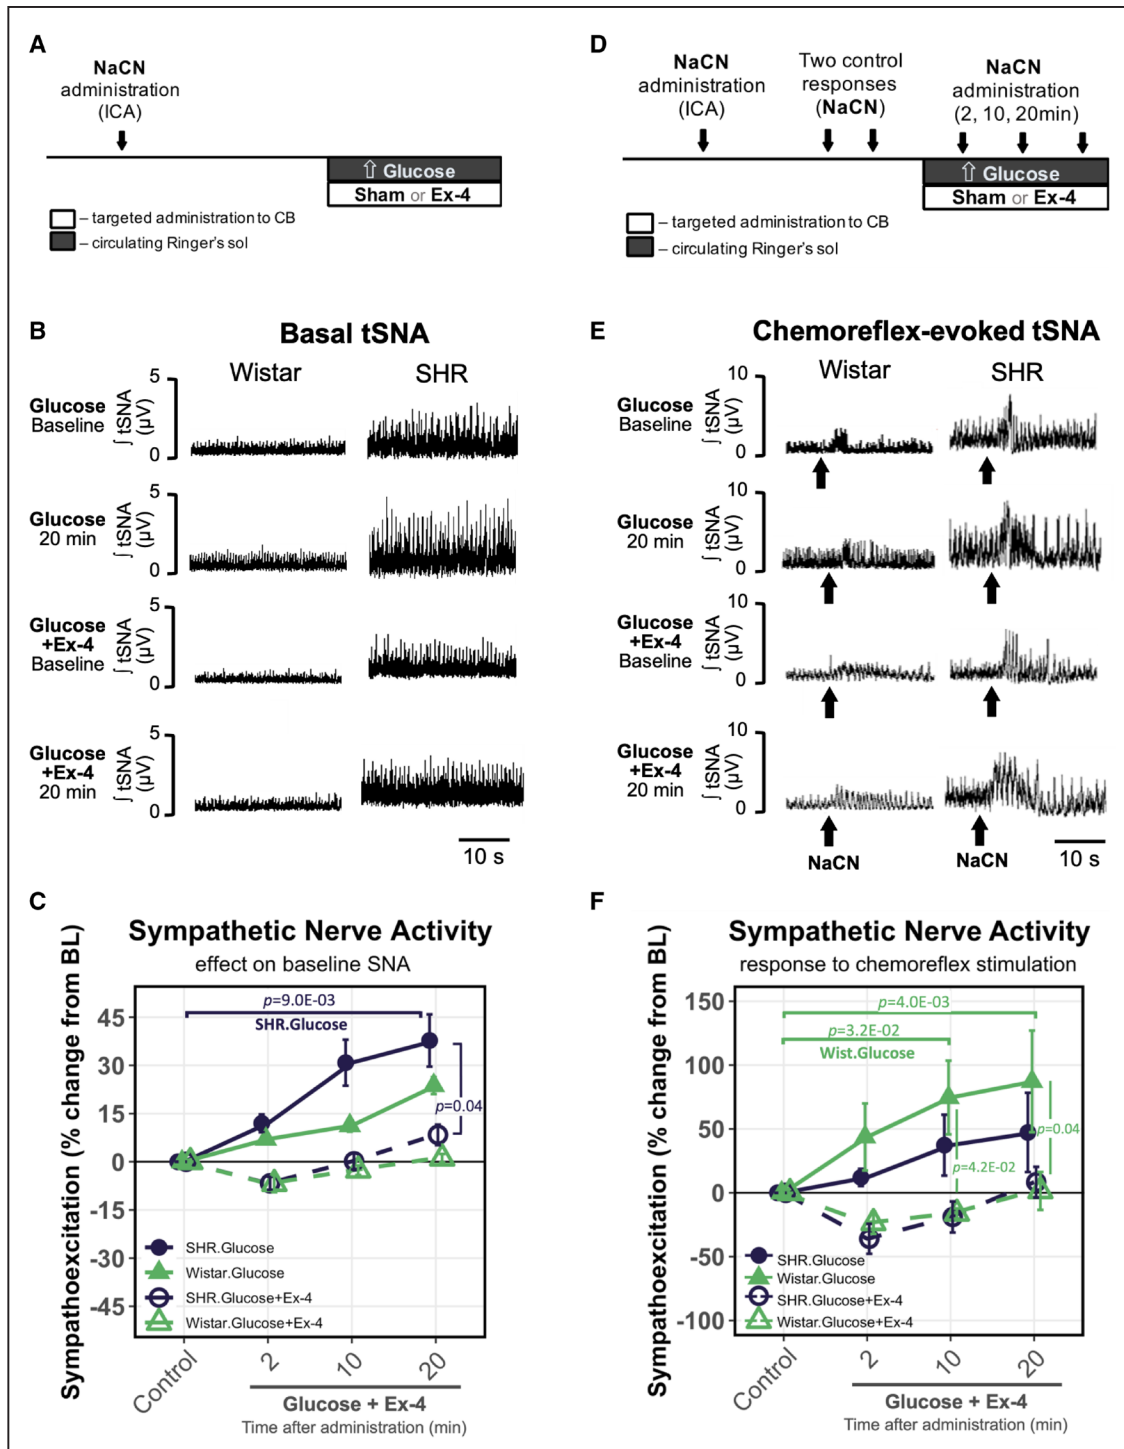 A
NaCN
administration
(ICA)
⇧ Glucose
Sham or Ex-4
– targeted administration to CB
– circulating Ringer's sol
D
NaCN
administration
(ICA)
Two control
responses
(NaCN)
NaCN
administration
(2, 10, 20min)
⇧ Glucose
Sham or Ex-4
– targeted administration to CB
– circulating Ringer's sol
B
Basal tSNA
Wistar
SHR
Glucose
Baseline
∫ tSNA
(μV)
5
0
Glucose
20 min
∫ tSNA
(μV)
5
0
Glucose
+Ex-4
Baseline
∫ tSNA
(μV)
5
0
Glucose
+Ex-4
20 min
∫ tSNA
(μV)
5
0
10 s
E
Chemoreflex-evoked tSNA
Wistar
SHR
Glucose
Baseline
∫ tSNA
(μV)
10
0
Glucose
20 min
∫ tSNA
(μV)
10
0
Glucose
+Ex-4
Baseline
∫ tSNA
(μV)
10
0
Glucose
+Ex-4
20 min
∫ tSNA
(μV)
10
0
NaCN
NaCN
10 s
C
Sympathetic Nerve Activity
effect on baseline SNA
Sympathoexcitation (% change from BL)
45
30
15
0
-15
-30
-45
p=9.0E-03
SHR.Glucose
p=0.04
SHR.Glucose
Wistar.Glucose
SHR.Glucose+Ex-4
Wistar.Glucose+Ex-4
Control
2
10
20
Glucose + Ex-4
Time after administration (min)
F
Sympathetic Nerve Activity
response to chemoreflex stimulation
Sympathoexcitation (% change from BL)
150
100
50
0
-50
-100
p=4.0E-03
p=3.2E-02
Wist.Glucose
p=0.04
p=4.2E-02
SHR.Glucose
Wistar.Glucose
SHR.Glucose+Ex-4
Wistar.Glucose+Ex-4
Control
2
10
20
Glucose + Ex-4
Time after administration (min)